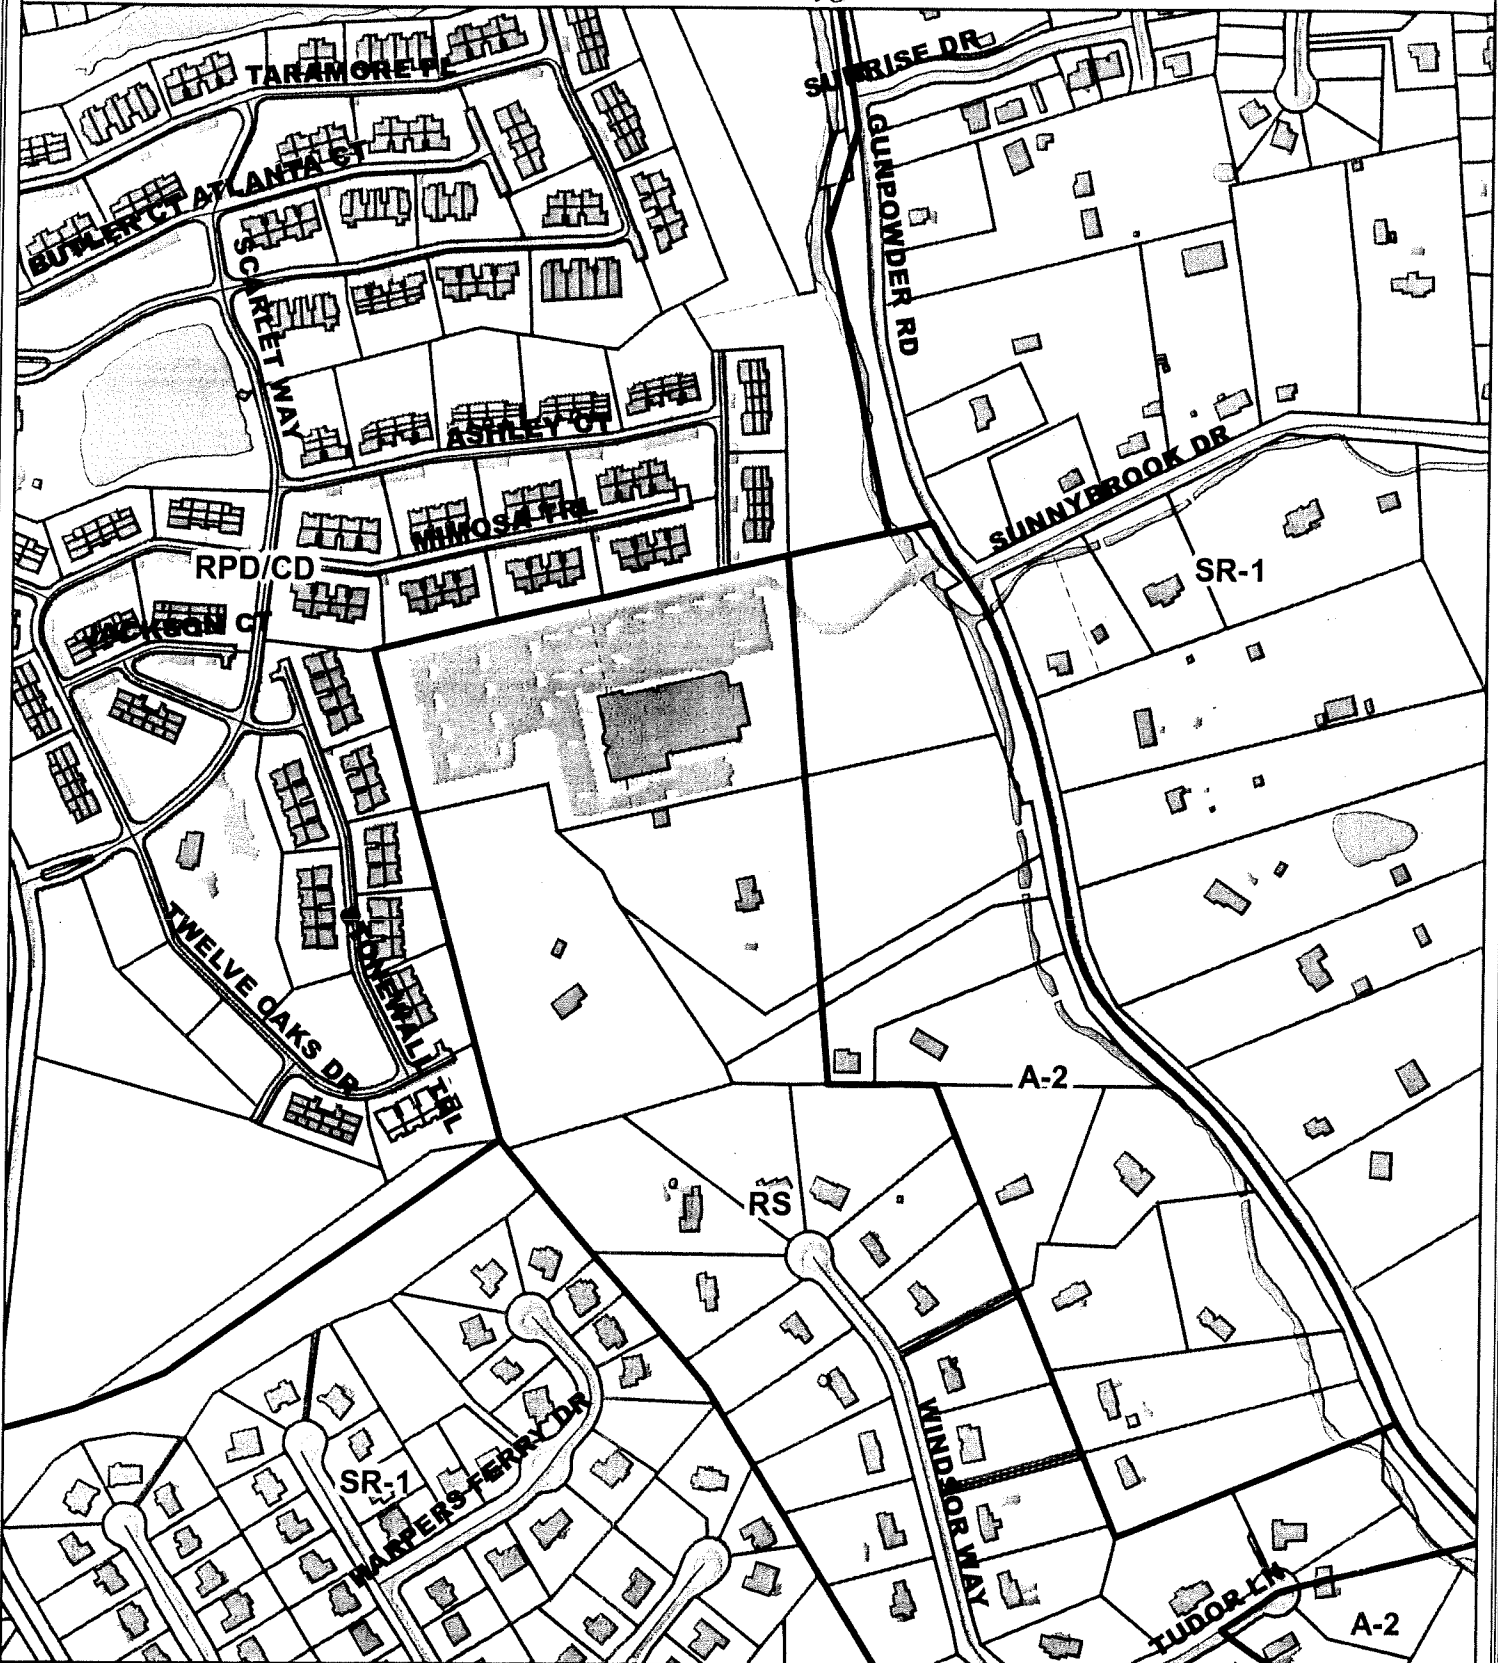 TARAMORE PL
SUNRISE DR
GUNPOWDER RD
ATLANTA CT
BUTLER CT
SCARLET WAY
ASHLEY CT
SUNNYBROOK DR
MIMOSA TRL
RPD/CD
SR-1
JACKSON CT
TWELVE OAKS DR
STONEWALL TRL
A-2
RS
WINDSOR WAY
HARPERS FERRY DR
SR-1
TUDOR LN
A-2